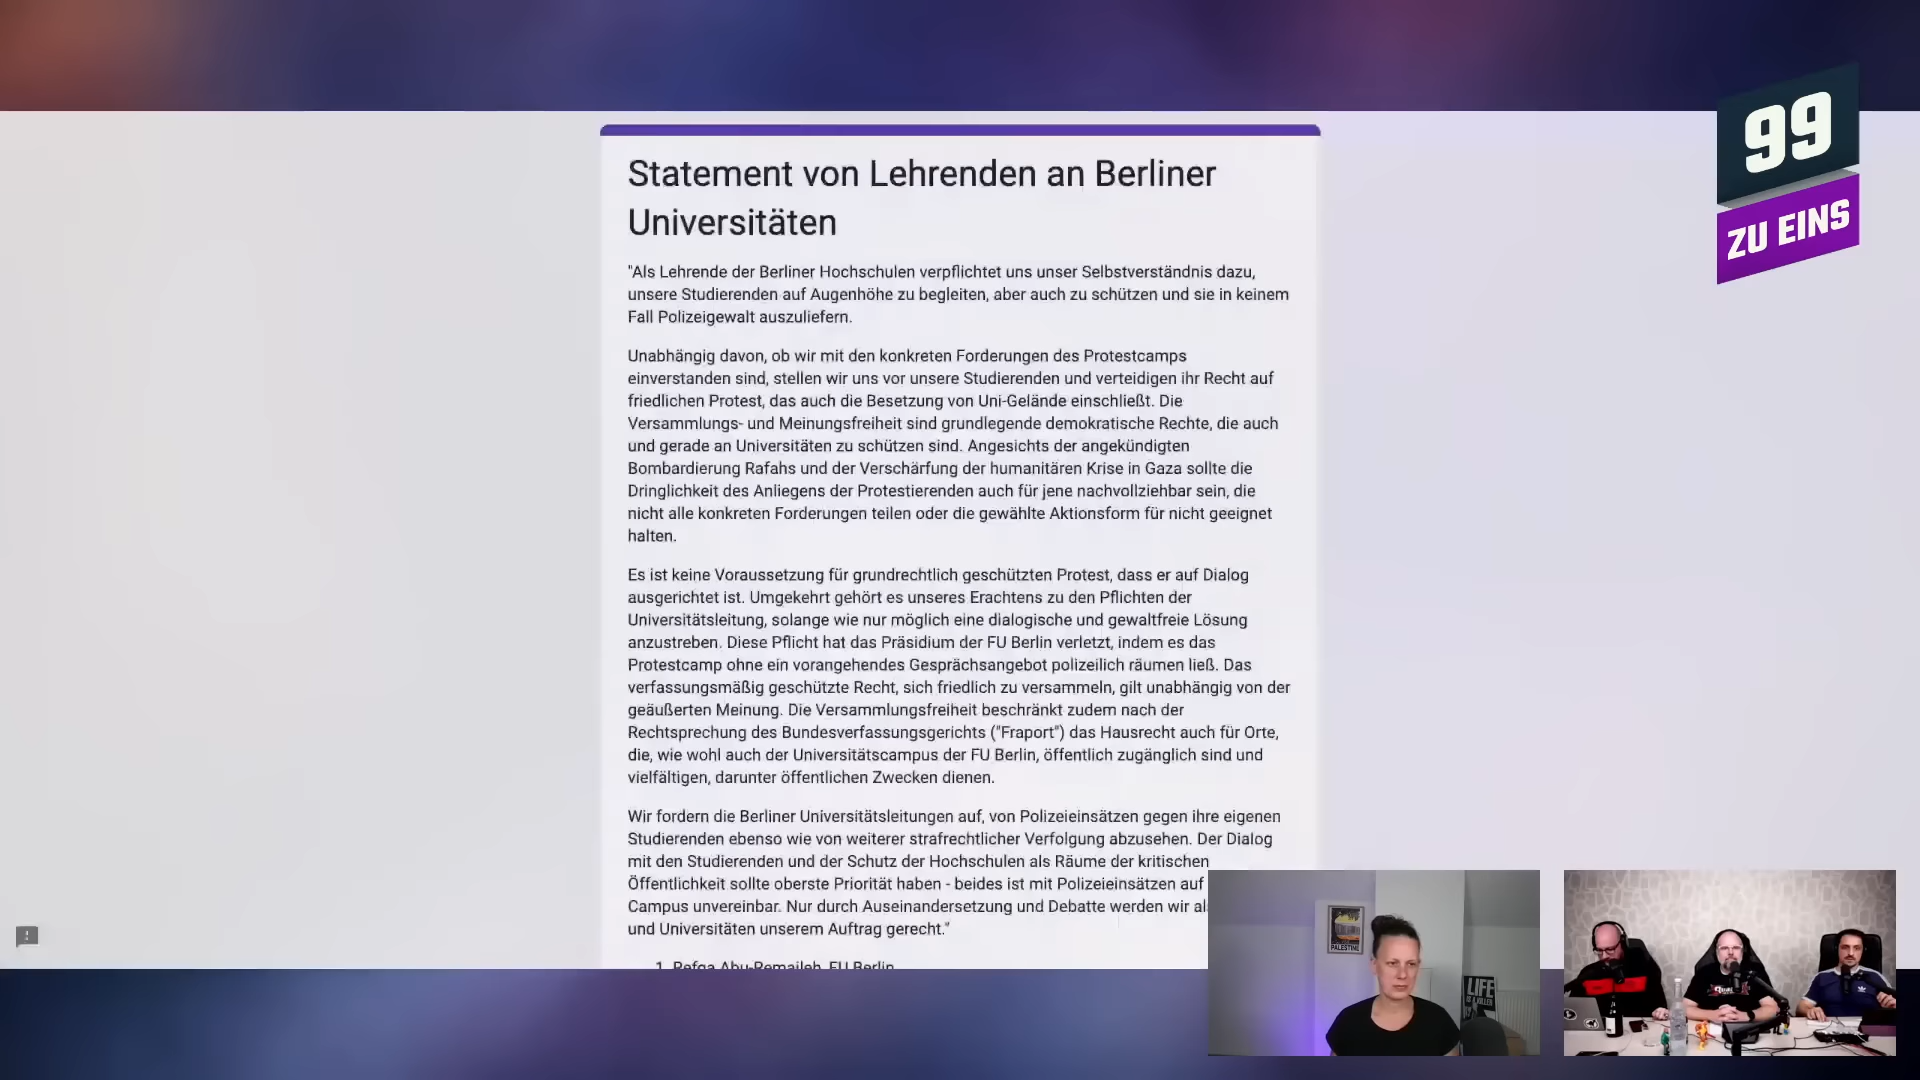 Statement von Lehrenden an Berliner
Universitäten
"Als Lehrende der Berliner Hochschulen verpflichtet uns unser Selbstverständnis dazu,
unsere Studierenden auf Augenhöhe zu begleiten, aber auch zu schützen und sie in keinem
Fall Polizeigewalt auszuliefern.
Unabhängig davon, ob wir mit den konkreten Forderungen des Protestcamps
einverstanden sind, stellen wir uns vor unsere Studierenden und verteidigen ihr Recht auf
friedlichen Protest, das auch die Besetzung von Uni-Gelände einschließt. Die
Versammlungs- und Meinungsfreiheit sind grundlegende demokratische Rechte, die auch
und gerade an Universitäten zu schützen sind. Angesichts der angekündigten
Bombardierung Rafahs und der Verschärfung der humanitären Krise in Gaza sollte die
Dringlichkeit des Anliegens der Protestierenden auch für jene nachvollziehbar sein, die
nicht alle konkreten Forderungen teilen oder die gewählte Aktionsform für nicht geeignet
halten.
Es ist keine Voraussetzung für grundrechtlich geschützten Protest, dass er auf Dialog
ausgerichtet ist. Umgekehrt gehört es unseres Erachtens zu den Pflichten der
Universitätsleitung, solange wie nur möglich eine dialogische und gewaltfreie Lösung
anzustreben. Diese Pflicht hat das Präsidium der FU Berlin verletzt, indem es das
Protestcamp ohne ein vorangehendes Gesprächsangebot polizeilich räumen ließ. Das
verfassungsmäßig geschützte Recht, sich friedlich zu versammeln, gilt unabhängig von der
geäußerten Meinung. Die Versammlungsfreiheit beschränkt zudem nach der
Rechtsprechung des Bundesverfassungsgerichts ("Fraport") das Hausrecht auch für Orte,
die, wie wohl auch der Universitätscampus der FU Berlin, öffentlich zugänglich sind und
vielfältigen, darunter öffentlichen Zwecken dienen.
Wir fordern die Berliner Universitätsleitungen auf, von Polizeieinsätzen gegen ihre eigenen
Studierenden ebenso wie von weiterer strafrechtlicher Verfolgung abzusehen. Der Dialog
mit den Studierenden und der Schutz der Hochschulen als Räume der kritischen
Öffentlichkeit sollte oberste Priorität haben - beides ist mit Polizeieinsätzen auf
Campus unvereinbar. Nur durch Auseinandersetzung und Debatte werden wir
und Universitäten unserem Auftrag gerecht."
1. Refqa Abu-Remaileh, FU Berlin
99
ZU EINS
PALESTINE
LIFE